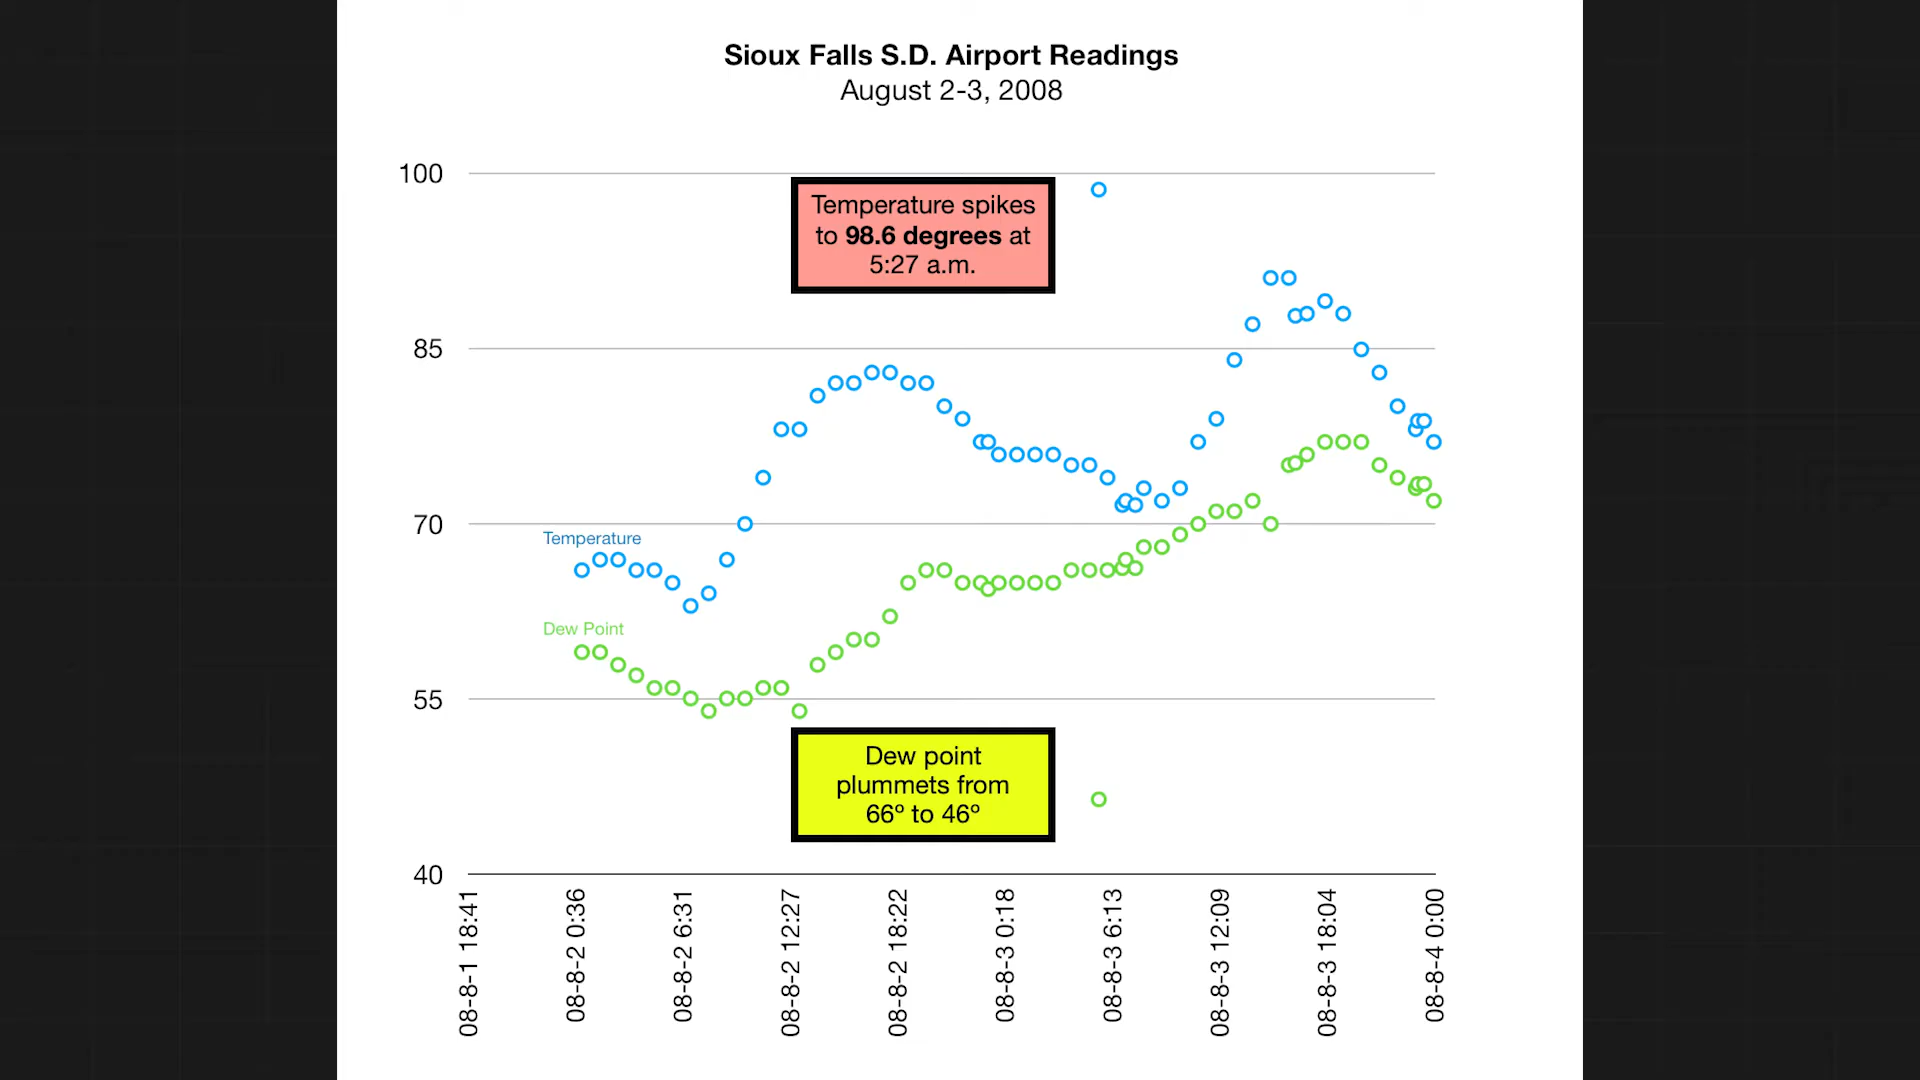 Sioux Falls S.D. Airport Readings
August 2-3, 2008
100
Temperature spikes
to 98.6 degrees at
5:27 a.m.
85
70
Temperature
Dew Point
55
Dew point
plummets from
66º to 46º
40
08-8-1 18:41
08-8-2 0:36
08-8-2 6:31
08-8-2 12:27
08-8-2 18:22
08-8-3 0:18
08-8-3 6:13
08-8-3 12:09
08-8-3 18:04
08-8-4 0:00